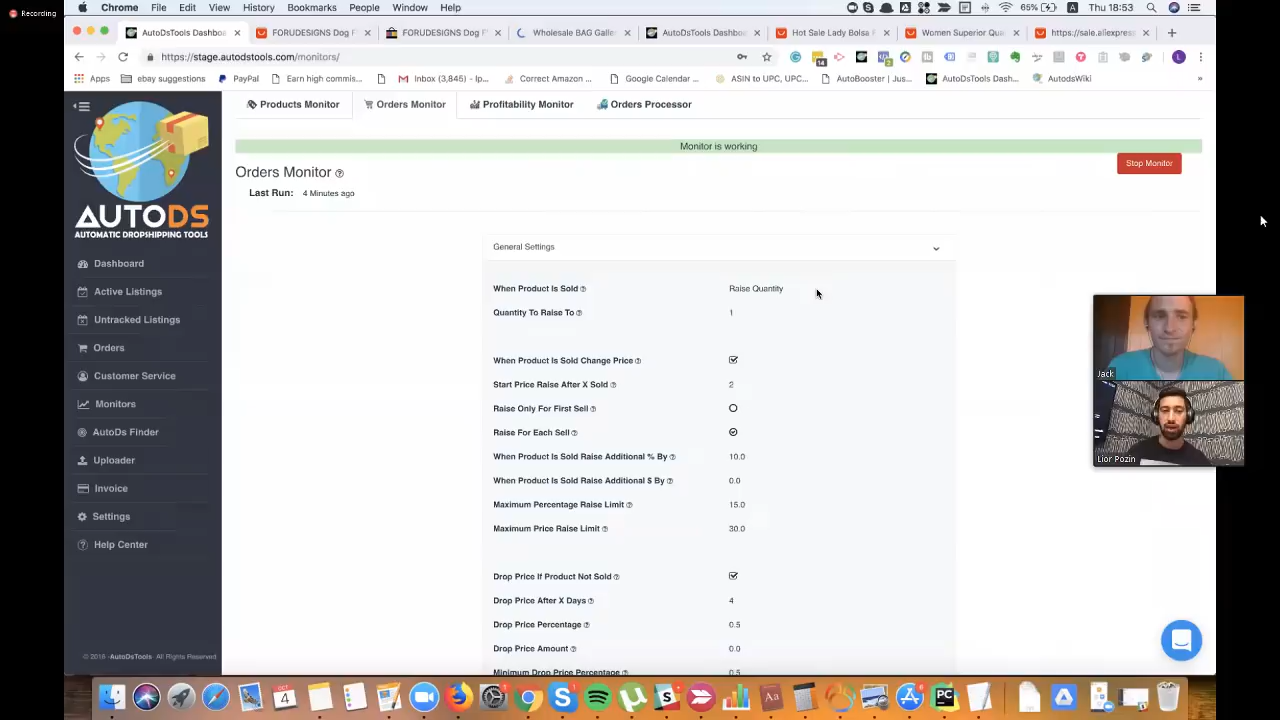 Recording
Chrome File Edit View History Bookmarks People Window Help
66% Thu 18:53
AutoDsTools Dashboa
FORUDESIGNS Dog F
FORUDESIGNS Dog F
Wholesale BAG Galler
AutoDsTools Dashboa
Hot Sale Lady Bolsa F
Women Superior Qua
https://sale.aliexpress
https://stage.autodstools.com/monitors/
Apps
ebay suggestions
PayPal
Earn high commis...
Inbox (3,845) - Ip...
Correct Amazon ...
Google Calendar ...
ASIN to UPC, UPC...
AutoBooster | Jus...
AutoDsTools Dash...
AutodsWiki
Products Monitor
Orders Monitor
Profitability Monitor
Orders Processor
Monitor is working
Orders Monitor
Stop Monitor
Last Run: 4 Minutes ago
AUTODS
AUTOMATIC DROPSHIPPING TOOLS
Dashboard
Active Listings
Untracked Listings
Orders
Customer Service
Monitors
AutoDs Finder
Uploader
Invoice
Settings
Help Center
General Settings
When Product Is Sold Raise Quantity
Quantity To Raise To 1
When Product Is Sold Change Price
Start Price Raise After X Sold 2
Raise Only For First Sell
Raise For Each Sell
When Product Is Sold Raise Additional % By 10.0
When Product Is Sold Raise Additional $ By 0.0
Maximum Percentage Raise Limit 15.0
Maximum Price Raise Limit 30.0
Drop Price If Product Not Sold
Drop Price After X Days 4
Drop Price Percentage 0.5
Drop Price Amount 0.0
Minimum Drop Price Percentage 0.5
Jack
Lior Pozin
© 2018 -AutoDsTools All Rights Reserved